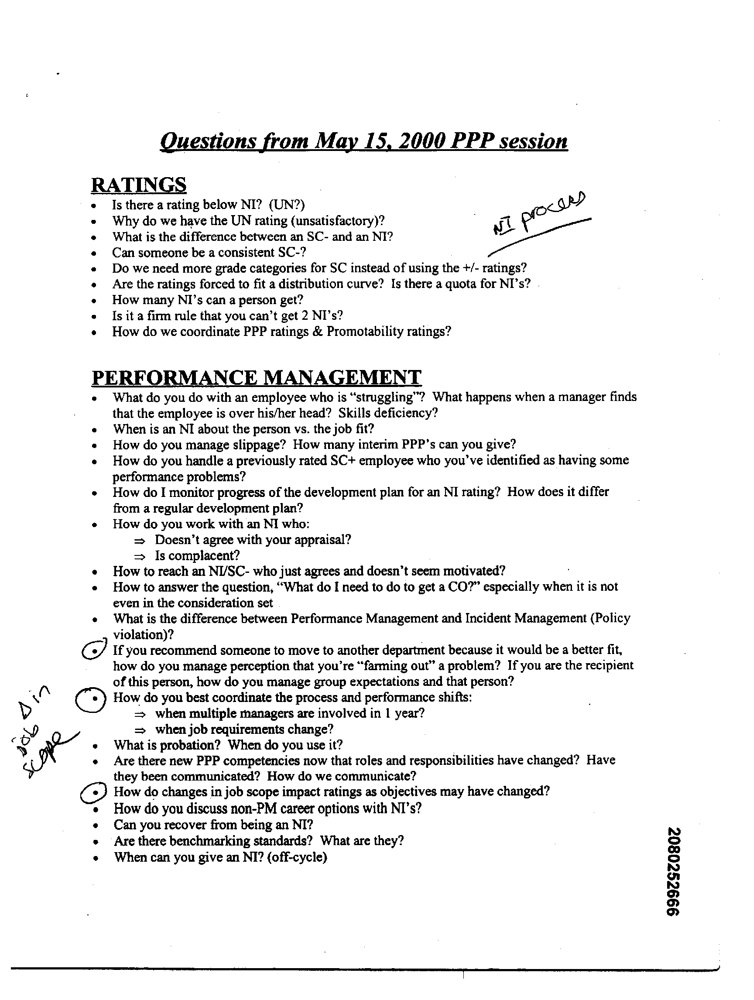 Questions from May 15, 2000 PPP session
RATINGS
• Is there a rating below NI? (UN?)
• Why do we have the UN rating (unsatisfactory)?
NI process
• What is the difference between an SC- and an NI?
• Can someone be a consistent SC-?
• Do we need more grade categories for SC instead of using the +/- ratings?
• Are the ratings forced to fit a distribution curve? Is there a quota for NI's?
• How many NI's can a person get?
• Is it a firm rule that you can't get 2 NI's?
• How do we coordinate PPP ratings & Promotability ratings?
PERFORMANCE MANAGEMENT
• What do you do with an employee who is "struggling"? What happens when a manager finds
that the employee is over his/her head? Skills deficiency?
• When is an NI about the person vs. the job fit?
• How do you manage slippage? How many interim PPP's can you give?
• How do you handle a previously rated SC+ employee who you've identified as having some
performance problems?
• How do I monitor progress of the development plan for an NI rating? How does it differ
from a regular development plan?
• How do you work with an NI who:
⇒ Doesn't agree with your appraisal?
⇒ Is complacent?
• How to reach an NI/SC- who just agrees and doesn't seem motivated?
• How to answer the question, "What do I need to do to get a CO?" especially when it is not
even in the consideration set
• What is the difference between Performance Management and Incident Management (Policy
violation)?
• If you recommend someone to move to another department because it would be a better fit,
how do you manage perception that you're "farming out" a problem? If you are the recipient
of this person, how do you manage group expectations and that person?
• How do you best coordinate the process and performance shifts:
⇒ when multiple managers are involved in 1 year?
⇒ when job requirements change?
job Δ in
scope
• What is probation? When do you use it?
• Are there new PPP competencies now that roles and responsibilities have changed? Have
they been communicated? How do we communicate?
• How do changes in job scope impact ratings as objectives may have changed?
• How do you discuss non-PM career options with NI's?
• Can you recover from being an NI?
• Are there benchmarking standards? What are they?
• When can you give an NI? (off-cycle)
2080252666